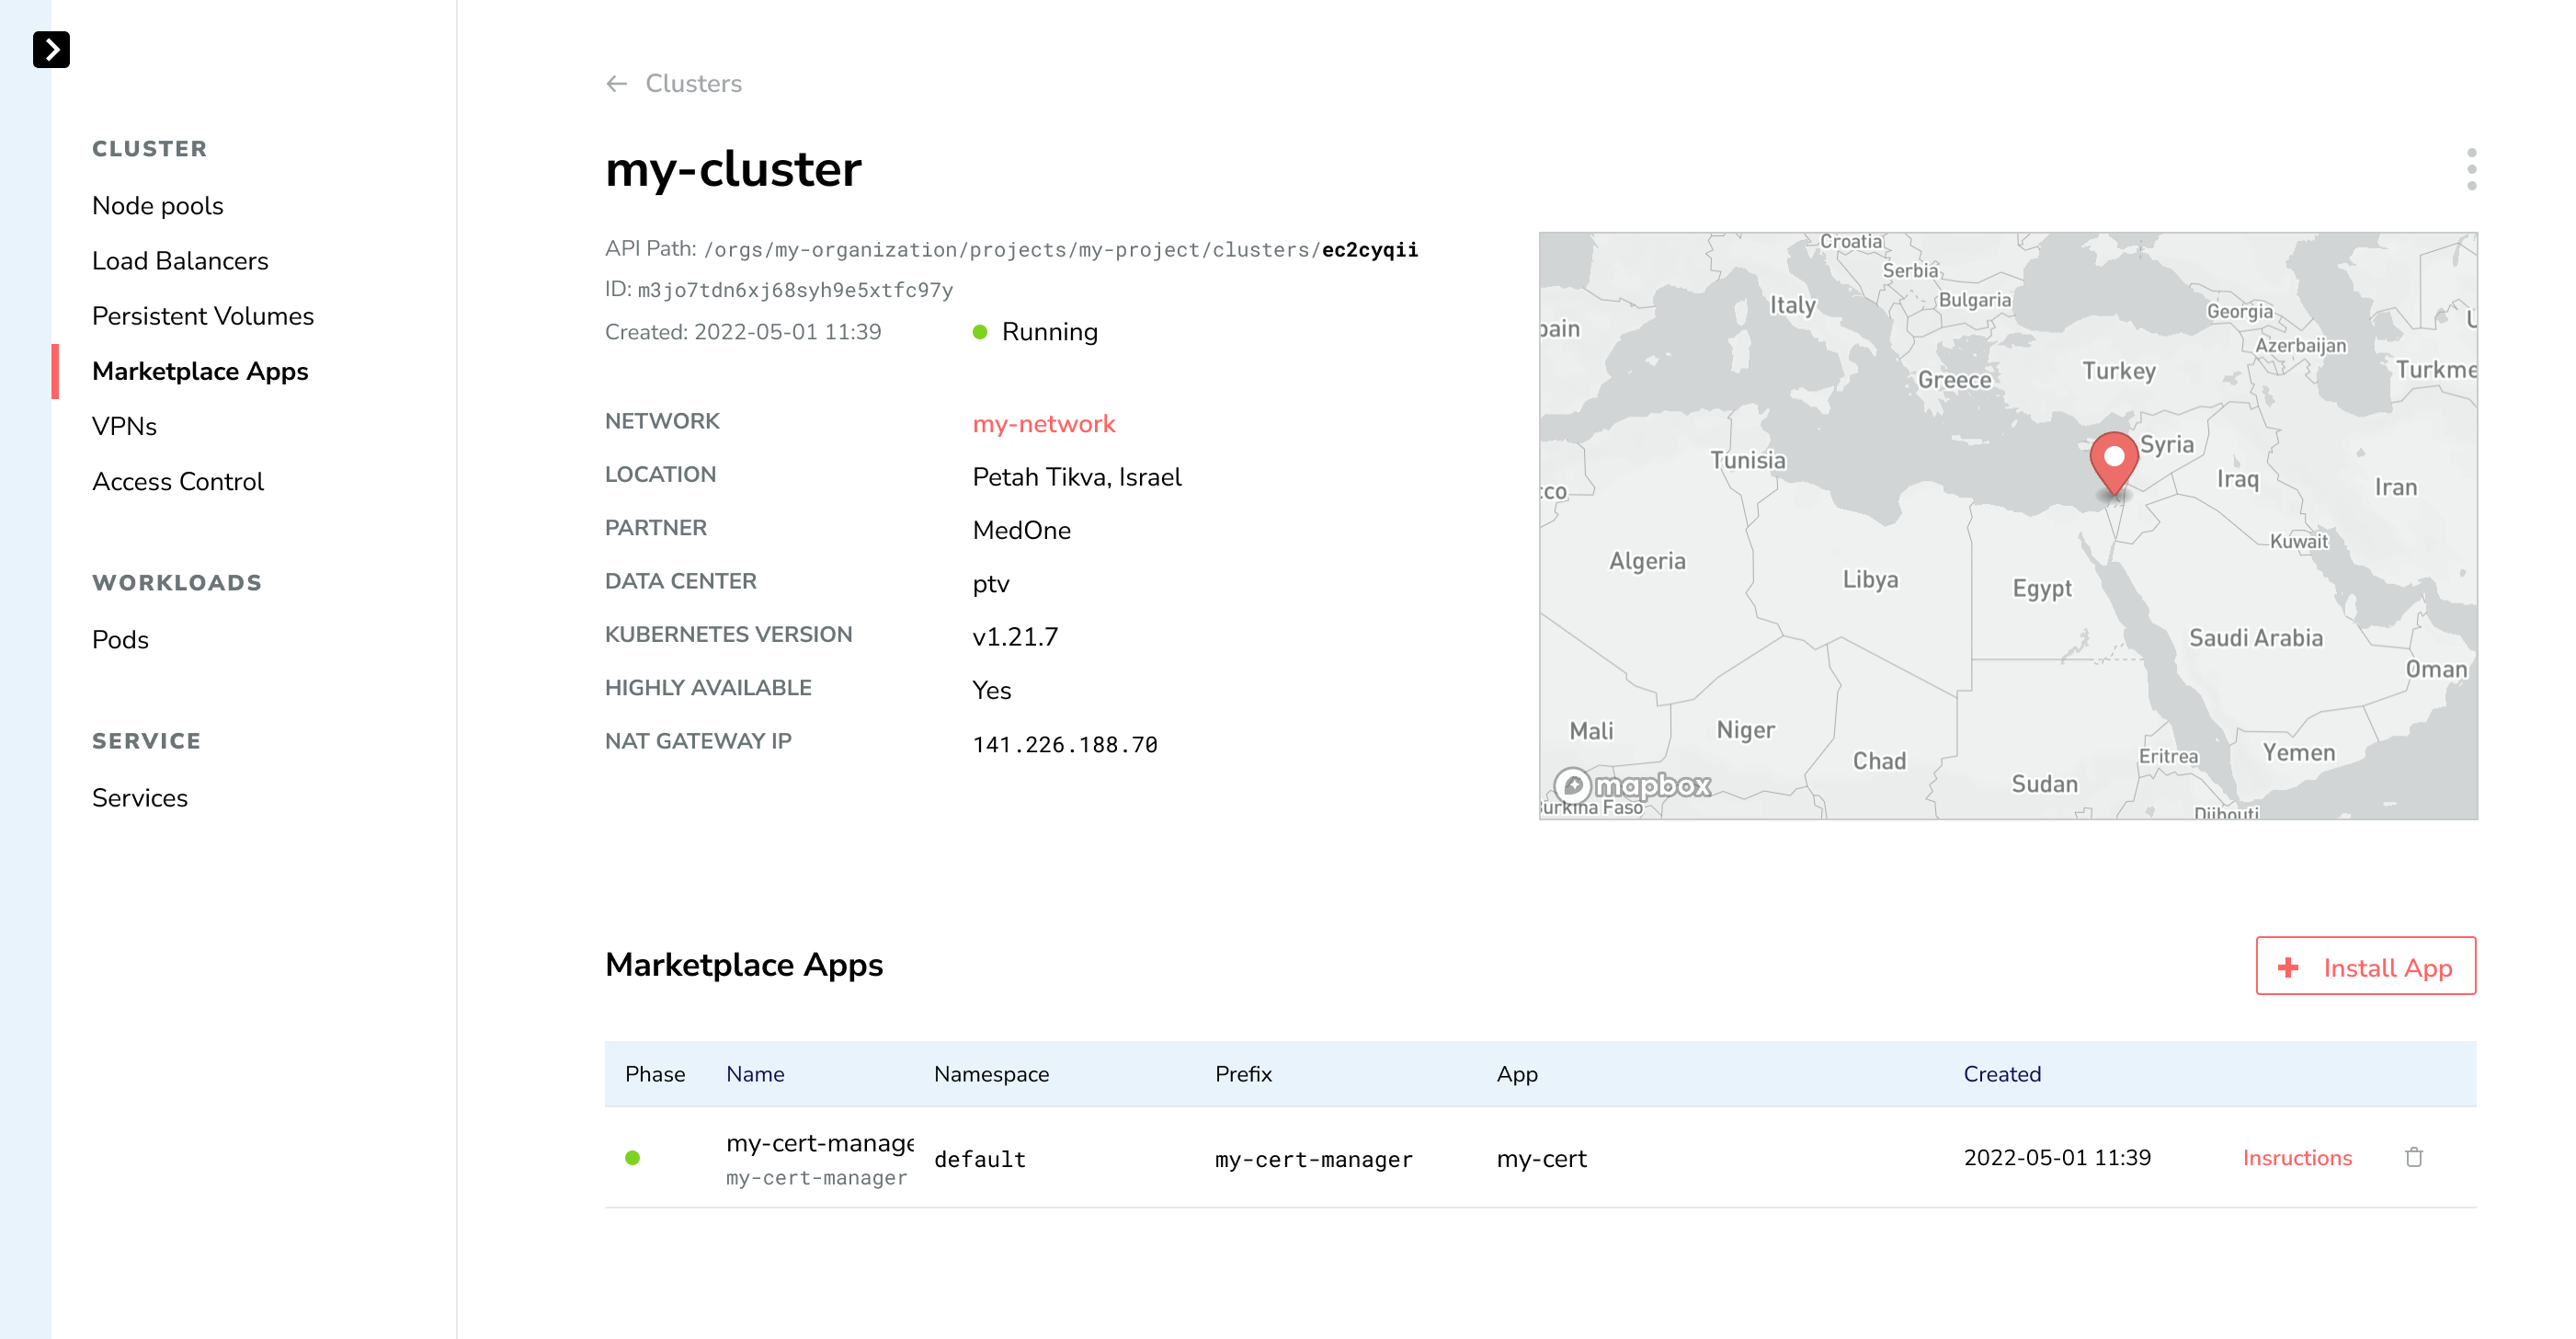 CLUSTER
Node pools
Load Balancers
Persistent Volumes
Marketplace Apps
VPNs
Access Control
WORKLOADS
Pods
SERVICE
Services
Clusters
my-cluster
API Path: /orgs/my-organization/projects/my-project/clusters/ec2cyqii
ID: m3jo7tdn6xj68syh9e5xtfc97y
Created: 2022-05-01 11:39
Running
NETWORK my-network
LOCATION Petah Tikva, Israel
PARTNER MedOne
DATA CENTER ptv
KUBERNETES VERSION v1.21.7
HIGHLY AVAILABLE Yes
NAT GATEWAY IP 141.226.188.70
Croatia
Serbia
Bulgaria
Italy
Georgia
pain
Azerbaijan
Turkey
Turkme
Greece
Syria
Tunisia
Iraq
Iran
cco
Kuwait
Algeria
Libya
Egypt
Saudi Arabia
Oman
Mali
Niger
Chad
Eritrea
Yemen
Sudan
mapbox
urkina Faso
Djibouti
Marketplace Apps
Install App
Phase Name Namespace Prefix App Created
my-cert-manage
my-cert-manager
default my-cert-manager my-cert 2022-05-01 11:39 Insructions